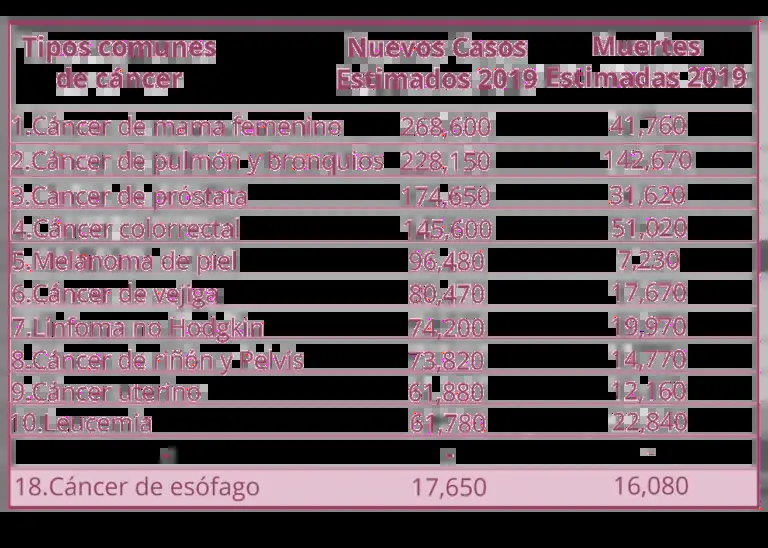 Tipos comunes de cáncer Nuevos Casos Estimados 2019 Muertes Estimadas 2019
1.Cáncer de mama femenino 268,600 41,760
2.Cáncer de pulmón y bronquios 228,150 142,670
3.Cáncer de próstata 174,650 31,620
4.Cáncer colorrectal 145,600 51,020
5.Melanoma de piel 96,480 7,230
6.Cáncer de vejiga 80,470 17,670
7.Linfoma no Hodgkin 74,200 19,970
8.Cáncer de riñón y Pelvis 73,820 14,770
9.Cáncer uterino 61,880 12,160
10.Leucemia 61,780 22,840
- - -
18.Cáncer de esófago 17,650 16,080